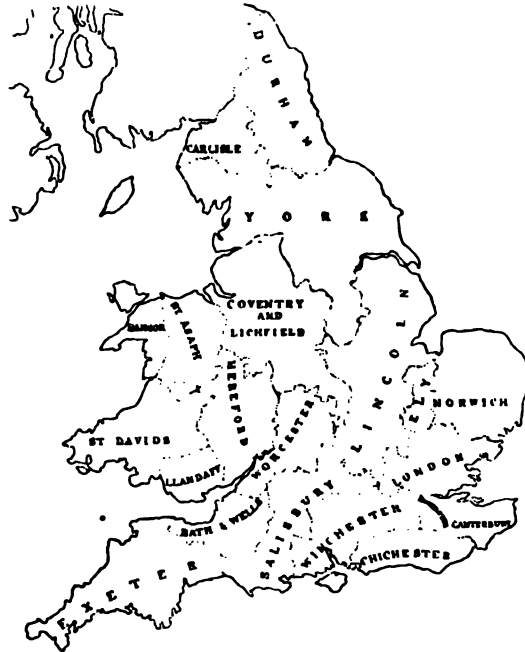 DURHAM
CARLISLE
YORK
COVENTRY
AND
LICHFIELD
BANGOR
ST ASAPH
HEREFORD
LINCOLN
ELY
NORWICH
ST DAVIDS
LLANDAFF
WORCESTER
LONDON
BATH & WELLS
SALISBURY
WINCHESTER
CANTERBURY
CHICHESTER
EXETER